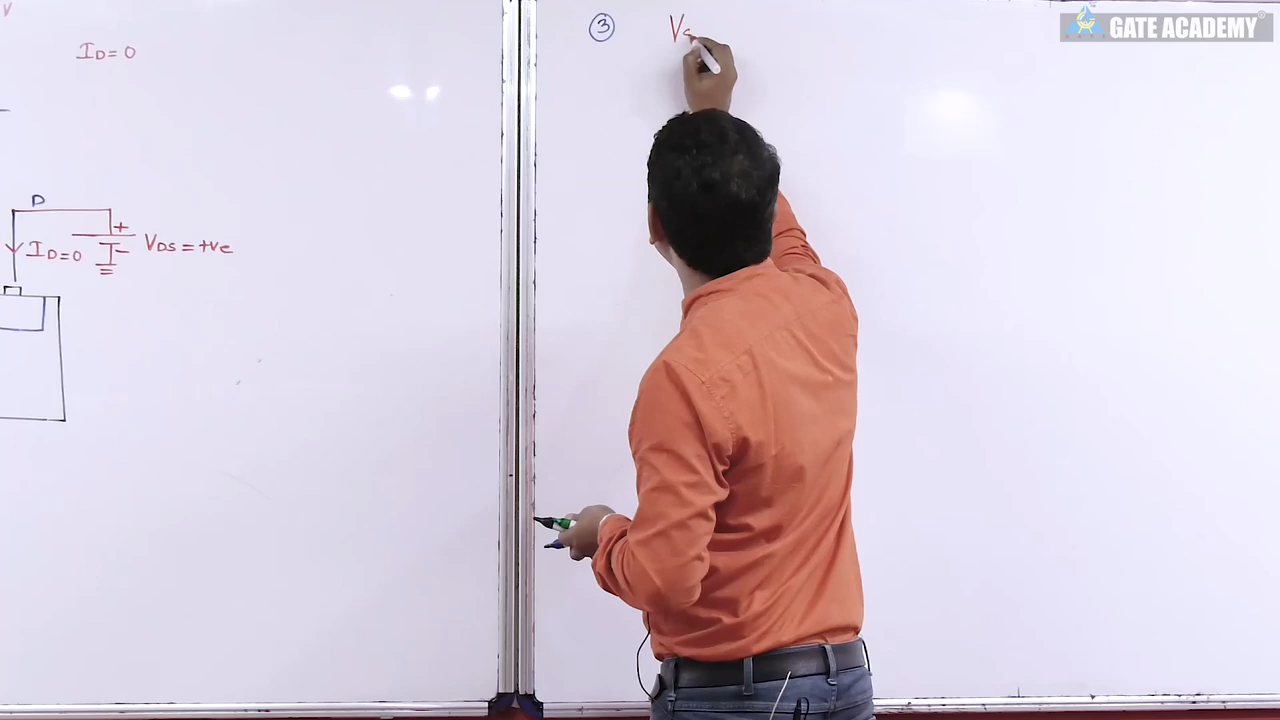 V
I_D = 0
D
+
I_D=0
−
V_DS = +ve
③
V
GATE ACADEMY®